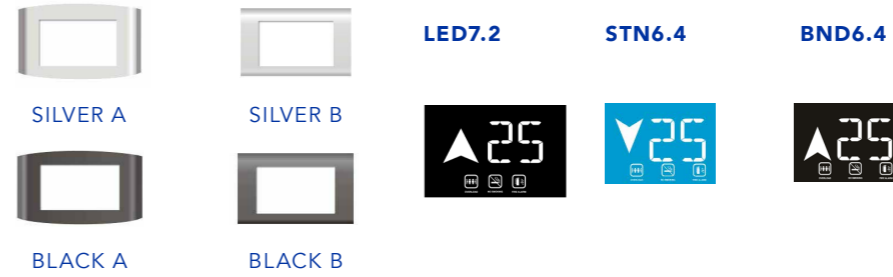 LED7.2
STN6.4
BND6.4
SILVER A
SILVER B
25
25
25
BLACK A
BLACK B